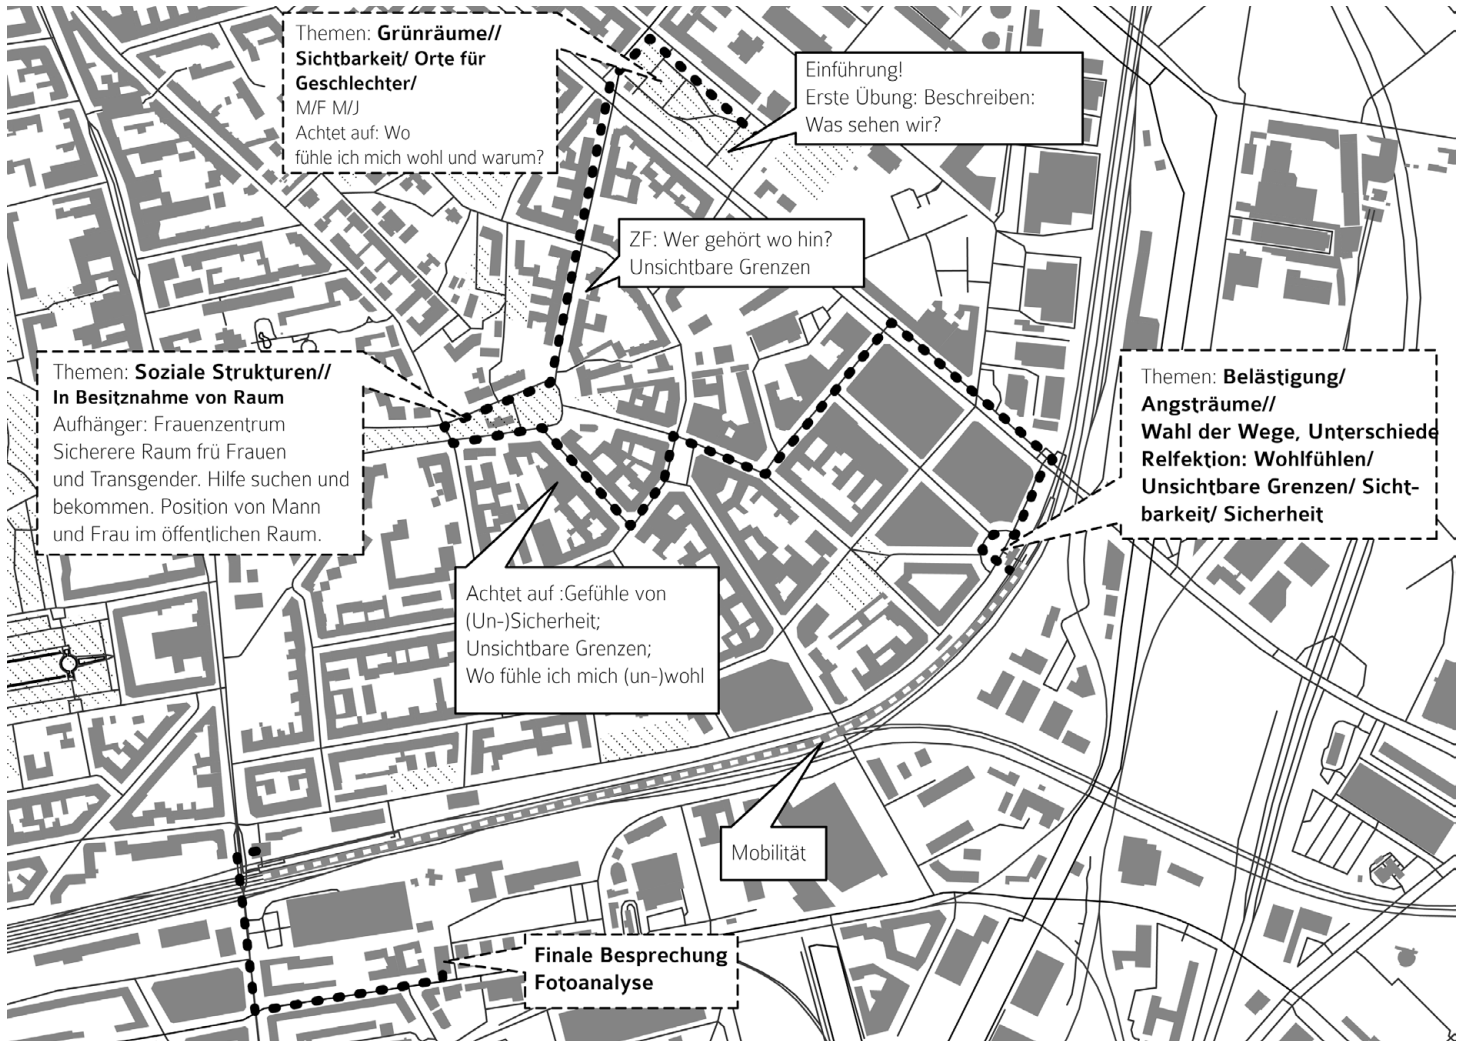 Themen: Grünräume//
Sichtbarkeit/ Orte für
Geschlechter/
M/F M/J
Achtet auf: Wo
fühle ich mich wohl und warum?
Einführung!
Erste Übung: Beschreiben:
Was sehen wir?
ZF: Wer gehört wo hin?
Unsichtbare Grenzen
Themen: Soziale Strukturen//
In Besitznahme von Raum
Aufhänger: Frauenzentrum
Sicherere Raum frü Frauen
und Transgender. Hilfe suchen und
bekommen. Position von Mann
und Frau im öffentlichen Raum.
Themen: Belästigung/
Angsträume//
Wahl der Wege, Unterschiede
Relfektion: Wohlfühlen/
Unsichtbare Grenzen/ Sicht-
barkeit/ Sicherheit
Achtet auf :Gefühle von
(Un-)Sicherheit;
Unsichtbare Grenzen;
Wo fühle ich mich (un-)wohl
Mobilität
Finale Besprechung
Fotoanalyse